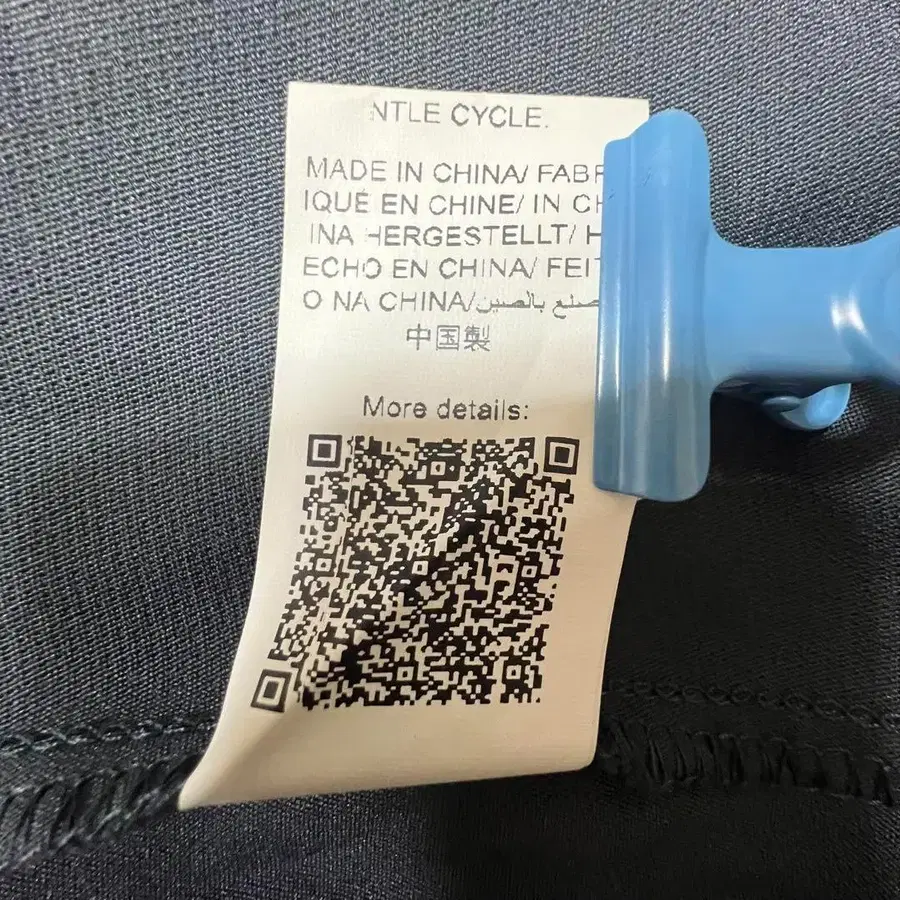 NTLE CYCLE.
MADE IN CHINA/ FABR
IQUÉ EN CHINE/ IN CH
INA HERGESTELLT/ H
ECHO EN CHINA/ FEIT
O NA CHINA/صنع بالصين
中国製
More details: